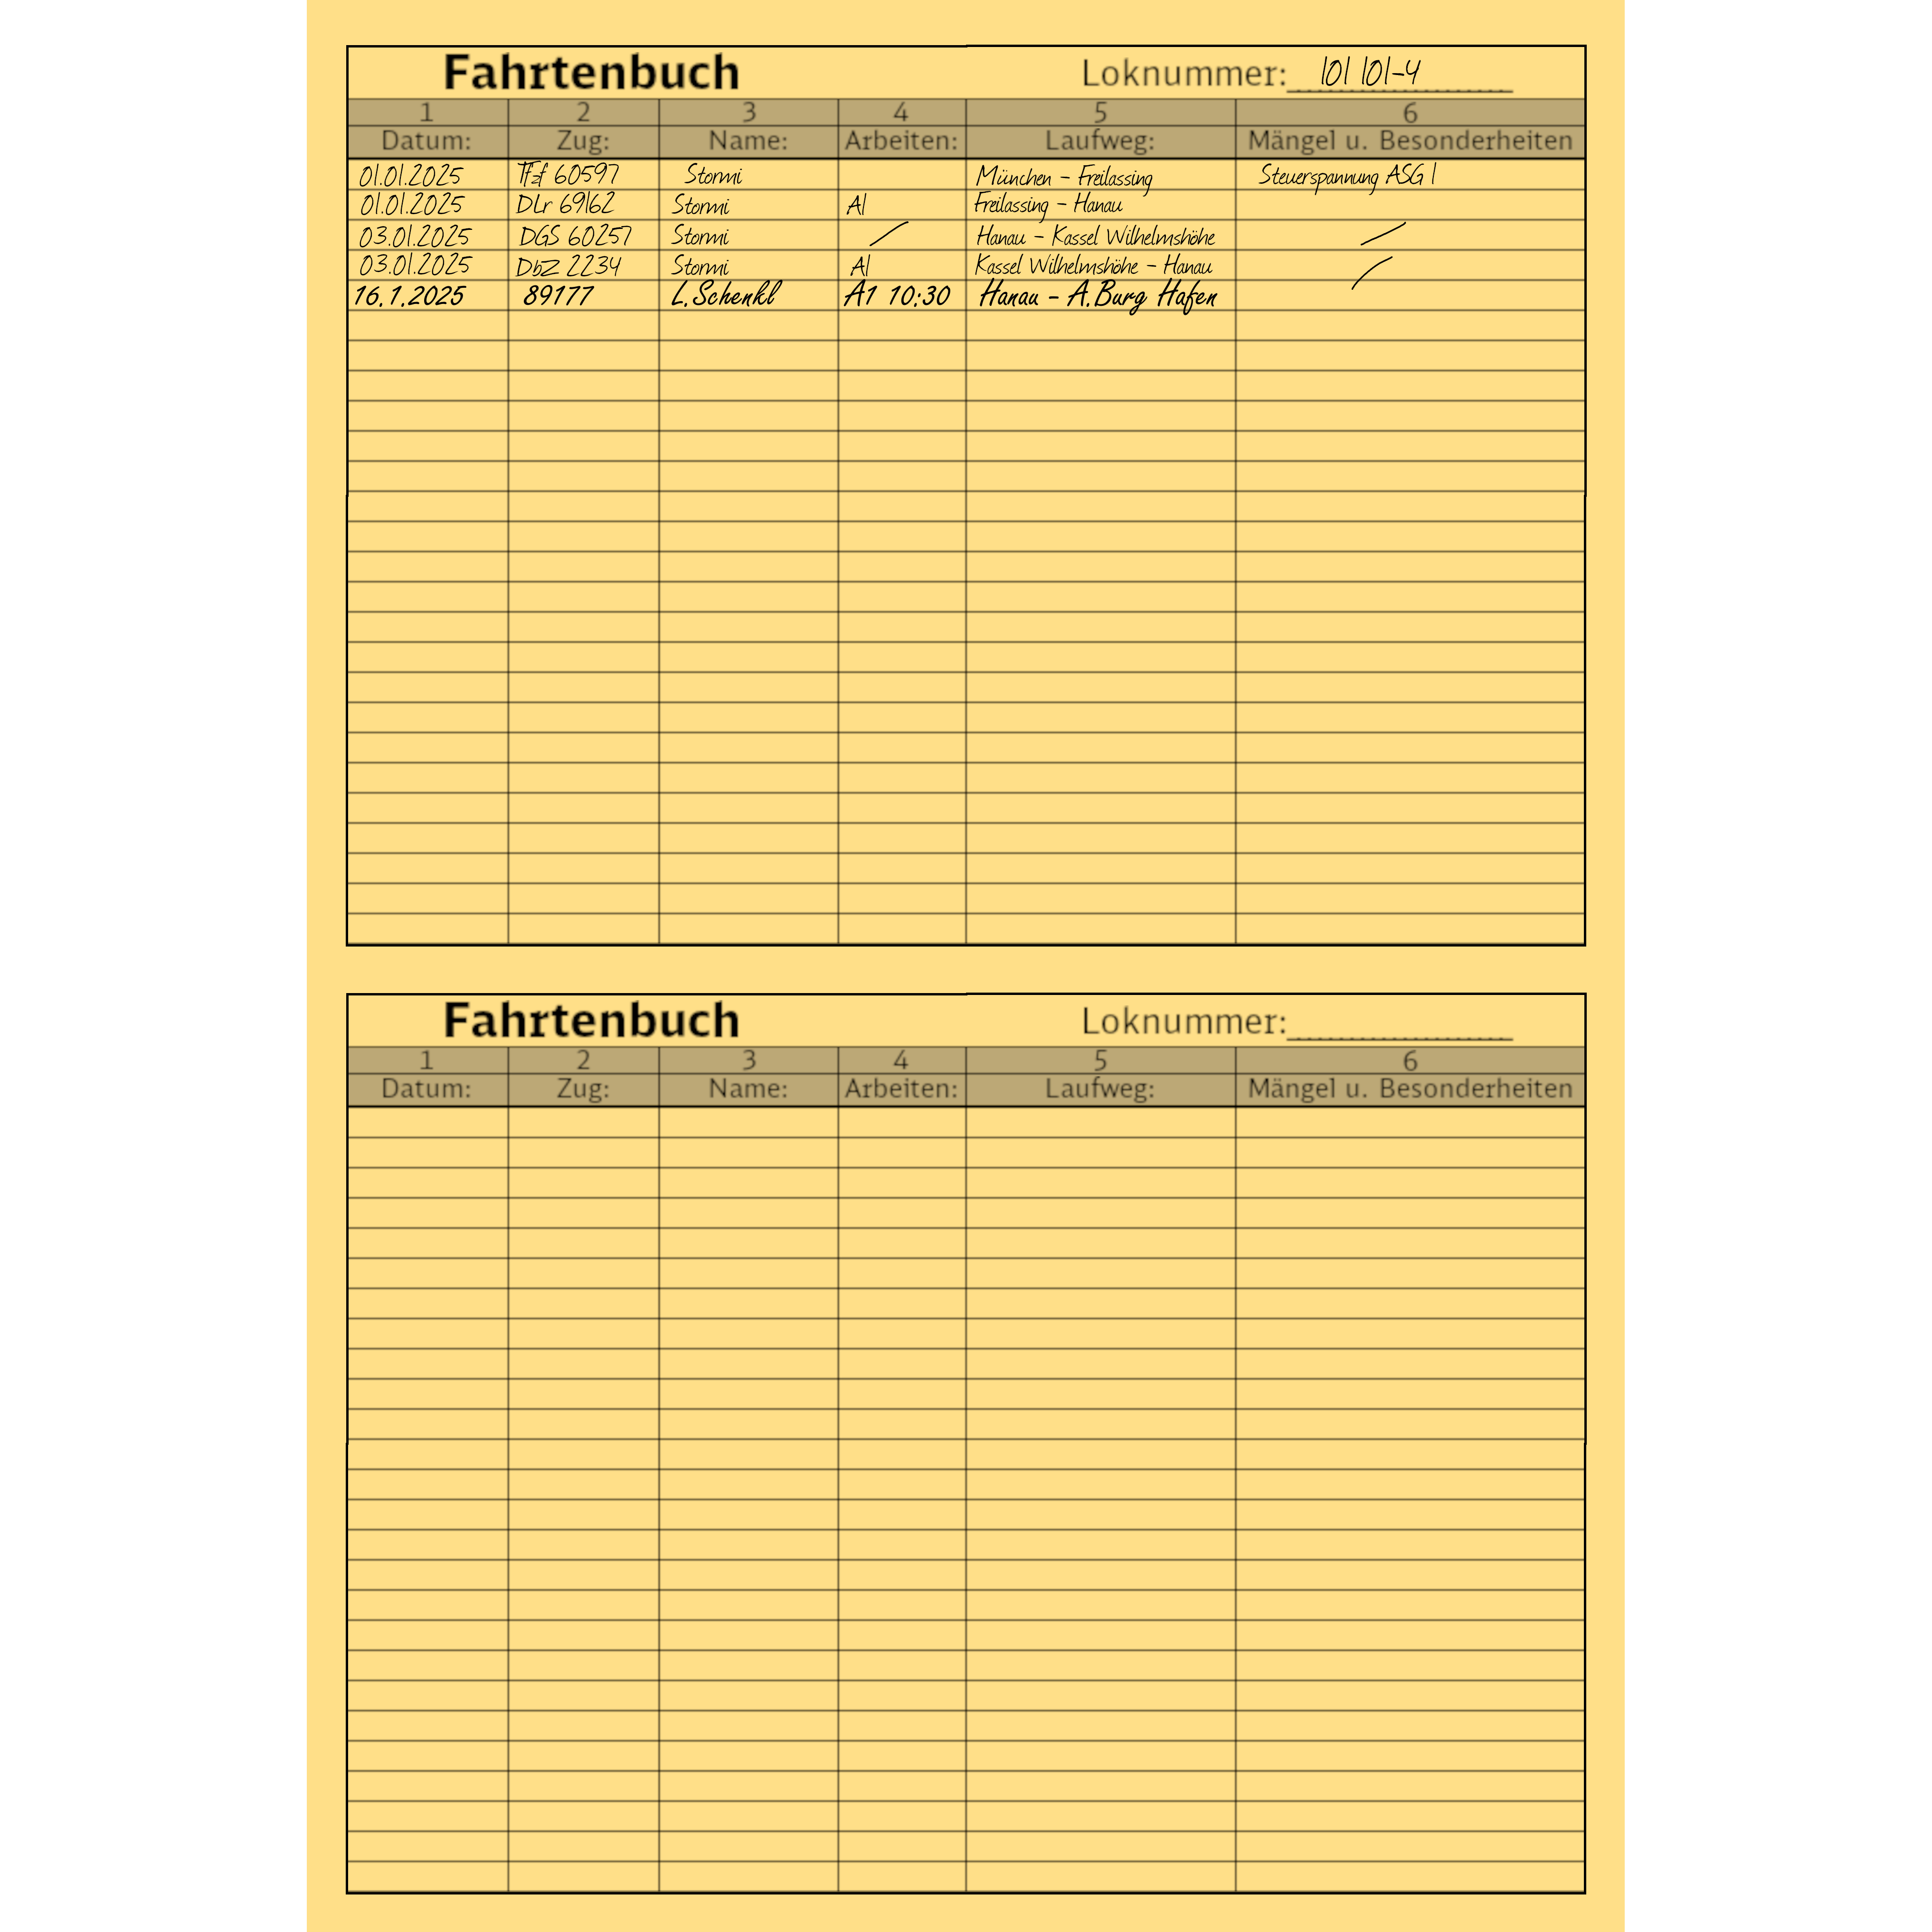 Fahrtenbuch Loknummer: 101 101-4
1 2 3 4 5 6
Datum: Zug: Name: Arbeiten: Laufweg: Mängel u. Besonderheiten
01.01.2025 Tfzf 60597 Stormi München - Freilassing Steuerspannung ASG 1
01.01.2025 DLr 69162 Stormi A1 Freilassing - Hanau
03.01.2025 DGS 60257 Stormi / Hanau - Kassel Wilhelmshöhe /
03.01.2025 DbZ 2234 Stormi A1 Kassel Wilhelmshöhe - Hanau /
16.1.2025 89177 L.Schenkl A1 10:30 Hanau - A.Burg Hafen
Fahrtenbuch Loknummer:
1 2 3 4 5 6
Datum: Zug: Name: Arbeiten: Laufweg: Mängel u. Besonderheiten